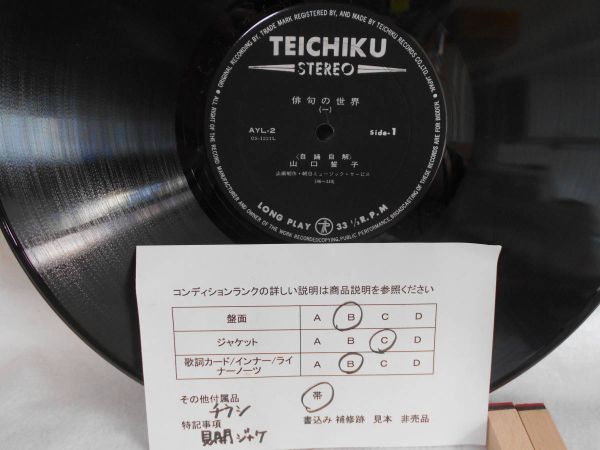 ORIGINAL RECORDING BY, TRADE MARK REGISTERED BY, AND MADE BY TEICHIKU RECORDS CO., LTD. JAPAN
TEICHIKU
STEREO
俳句の世界
(一)
AYL-2
Side-1
〈自誦自解〉
山口誓子
企画制作・朝日ミュージック・サービス
LONG PLAY 33 1/3 R.P.M
ALL RIGHT OF THE RECORD MANUFACTURER AND OWNER OF THE WORK RECORDED
COPYING, PUBLIC PERFORMANCE, BROADCASTING OF THESE RECORDS ARE FORBIDDEN.
コンディションランクの詳しい説明は商品説明を参照ください
盤面 A B C D
ジャケット A B C D
歌詞カード/インナー/ライナーノーツ A B C D
その他付属品 帯
チラシ
特記事項 書込み 補修跡 見本 非売品
見開ジャケ